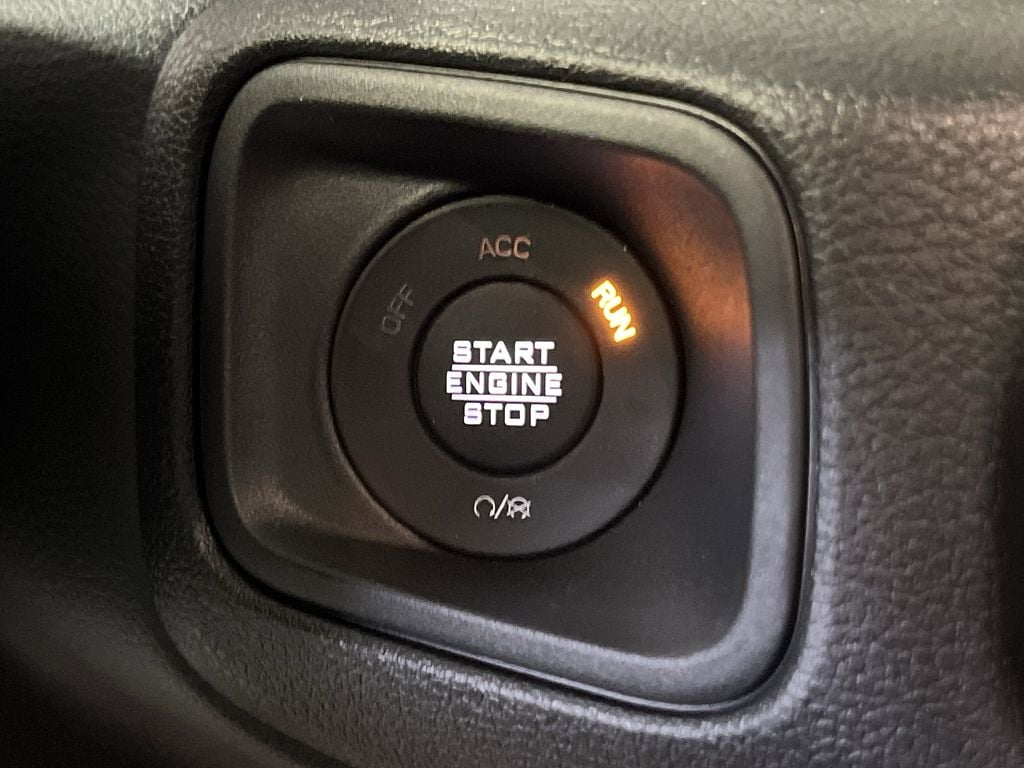 ACC
OFF
RUN
START
ENGINE
STOP